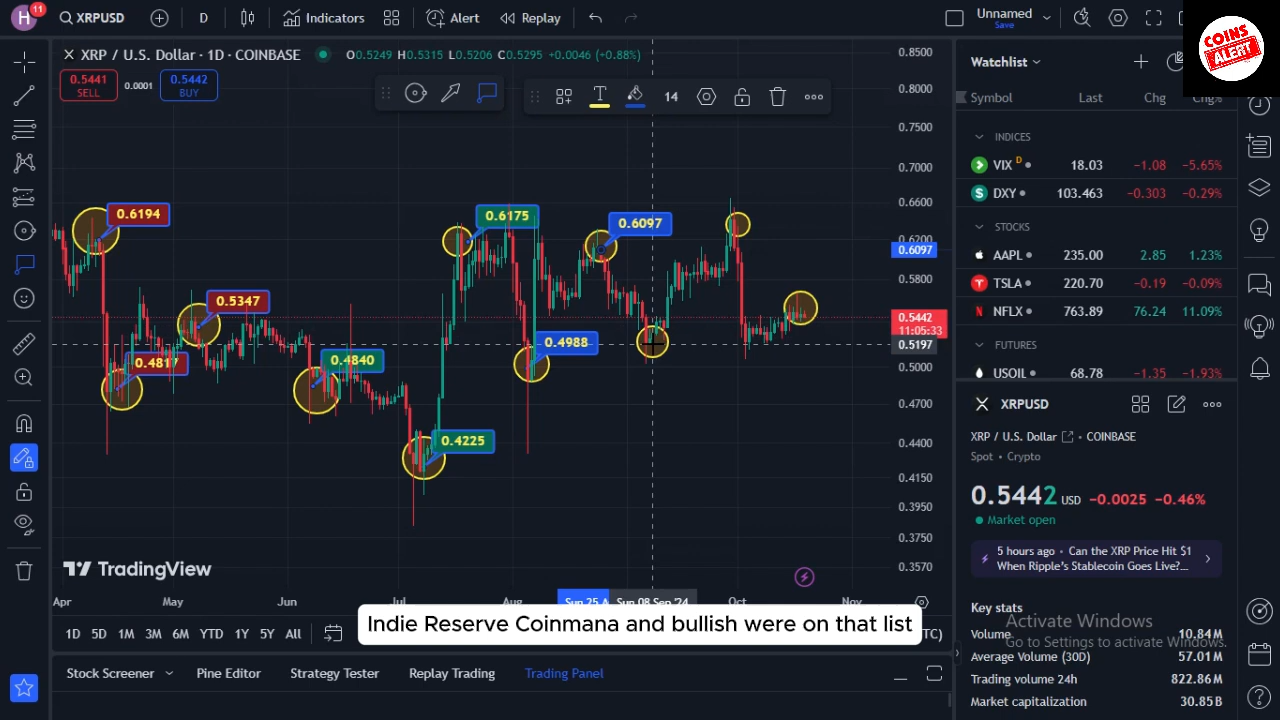 H 11 XRPUSD D Indicators Alert Replay Unnamed
Save
COINS
ALERT
XRP / U.S. Dollar · 1D · COINBASE O0.5249 H0.5315 L0.5206 C0.5295 +0.0046 (+0.88%)
0.5441
SELL
0.0001
0.5442
BUY
14
0.8500
0.8000
0.7500
0.7000
0.6600
0.6200
0.6097
0.5800
0.5442
11:05:33
0.5197
0.5000
0.4700
0.4400
0.4150
0.3950
0.3750
0.3570
0.6194
0.4817
0.5347
0.4840
0.4225
0.6175
0.4988
0.6097
TradingView
Apr May Jun Jul Aug Sun 25 A Sun 08 Sep '24 Oct Nov
1D 5D 1M 3M 6M YTD 1Y 5Y All
Indie Reserve Coinmana and bullish were on that list
Stock Screener Pine Editor Strategy Tester Replay Trading Trading Panel
Watchlist
Symbol Last Chg Chg%
INDICES
VIX D 18.03 −1.08 −5.65%
DXY 103.463 −0.303 −0.29%
STOCKS
AAPL 235.00 2.85 1.23%
TSLA 220.70 −0.19 −0.09%
NFLX 763.89 76.24 11.09%
FUTURES
USOIL 68.78 −1.35 −1.93%
XRPUSD
XRP / U.S. Dollar · COINBASE
Spot · Crypto
0.5442 USD −0.0025 −0.46%
Market open
5 hours ago · Can the XRP Price Hit $1
When Ripple's Stablecoin Goes Live?...
Key stats
Volume 10.84M
Average Volume (30D) 57.01M
Trading volume 24h 822.86M
Market capitalization 30.85B
Activate Windows
Go to Settings to activate Windows.